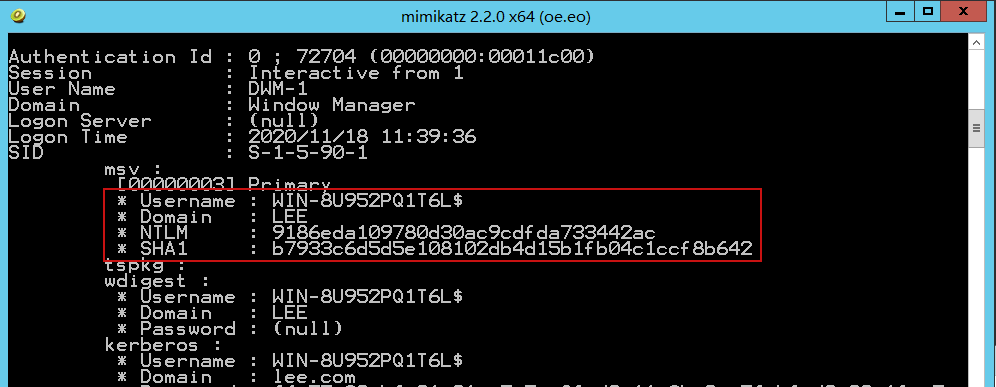 mimikatz 2.2.0 x64 (oe.eo)
Authentication Id : 0 ; 72704 (00000000:00011c00)
Session : Interactive from 1
User Name : DWM-1
Domain : Window Manager
Logon Server : (null)
Logon Time : 2020/11/18 11:39:36
SID : S-1-5-90-1
msv :
[00000003] Primary
* Username : WIN-8U952PQ1T6L$
* Domain : LEE
* NTLM : 9186eda109780d30ac9cdfda733442ac
* SHA1 : b7933c6d5d5e108102db4d15b1fb04c1ccf8b642
tspkg :
wdigest :
* Username : WIN-8U952PQ1T6L$
* Domain : LEE
* Password : (null)
kerberos :
* Username : WIN-8U952PQ1T6L$
* Domain : lee.com